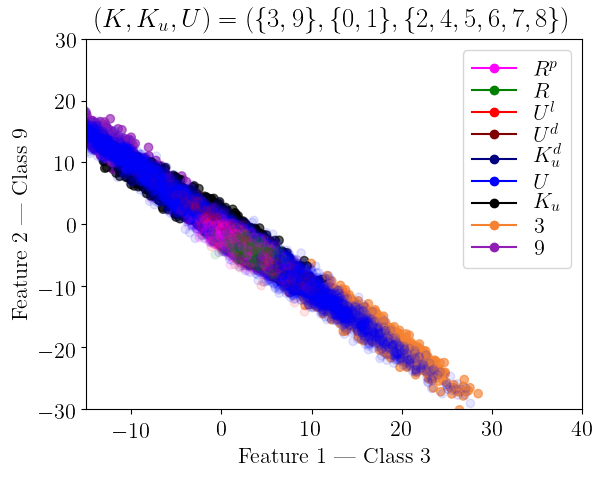 (K, K_u, U) = ({3, 9}, {0, 1}, {2, 4, 5, 6, 7, 8})
R^p
R
U^l
U^d
K_u^d
U
K_u
3
9
30
20
10
0
−10
−20
−30
Feature 2 — Class 9
−10
0
10
20
30
40
Feature 1 — Class 3